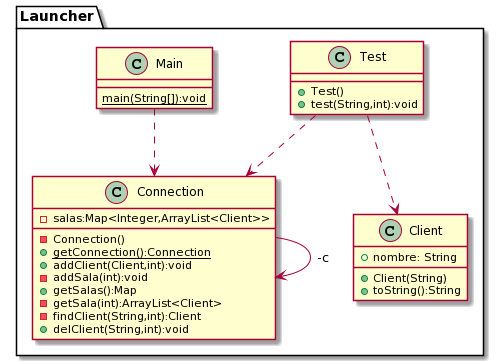 Launcher
C Main
main(String[]):void
C Test
Test()
test(String,int):void
C Connection
salas:Map<Integer,ArrayList<Client>>
Connection()
getConnection():Connection
addClient(Client,int):void
addSala(int):void
getSalas():Map
getSala(int):ArrayList<Client>
findClient(String,int):Client
delClient(String,int):void
-c
C Client
nombre: String
Client(String)
toString():String